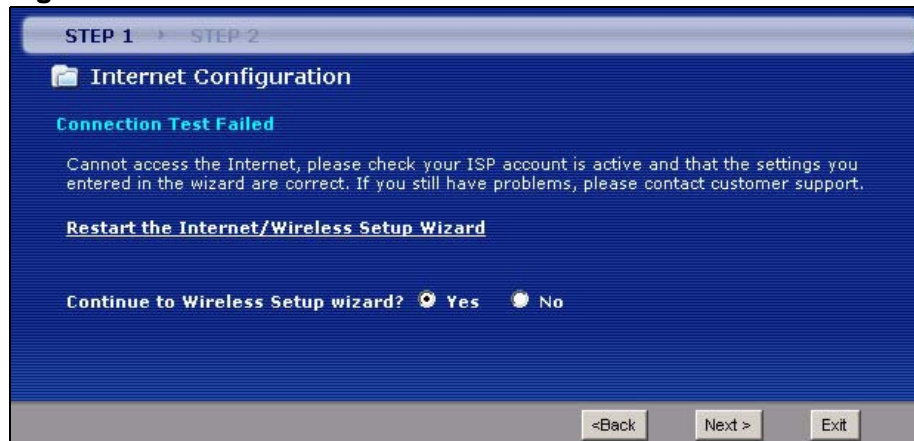 STEP 1 STEP 2
Internet Configuration
Connection Test Failed
Cannot access the Internet, please check your ISP account is active and that the settings you
entered in the wizard are correct. If you still have problems, please contact customer support.
Restart the Internet/Wireless Setup Wizard
Continue to Wireless Setup wizard? Yes No
<Back Next > Exit